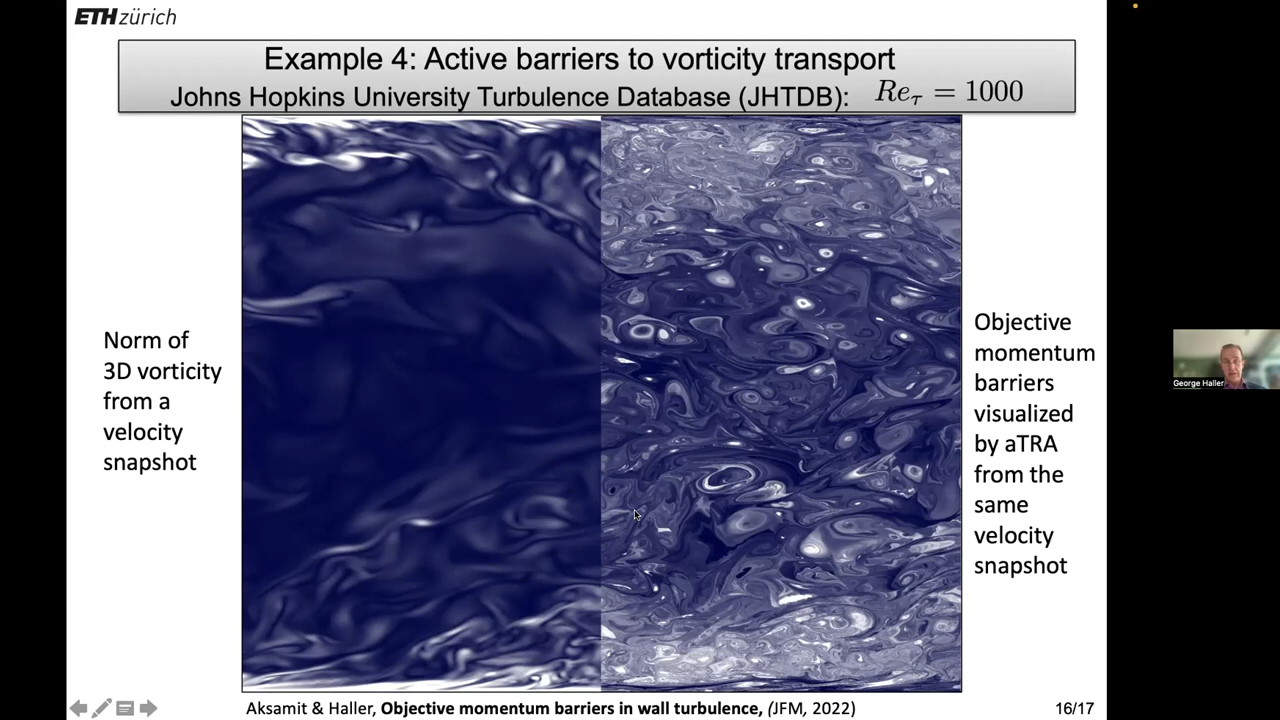 ETH zürich
Example 4: Active barriers to vorticity transport
Johns Hopkins University Turbulence Database (JHTDB): Re_τ = 1000
Norm of
3D vorticity
from a
velocity
snapshot
Objective
momentum
barriers
visualized
by aTRA
from the
same
velocity
snapshot
George Haller
Aksamit & Haller, Objective momentum barriers in wall turbulence, (JFM, 2022)
16/17